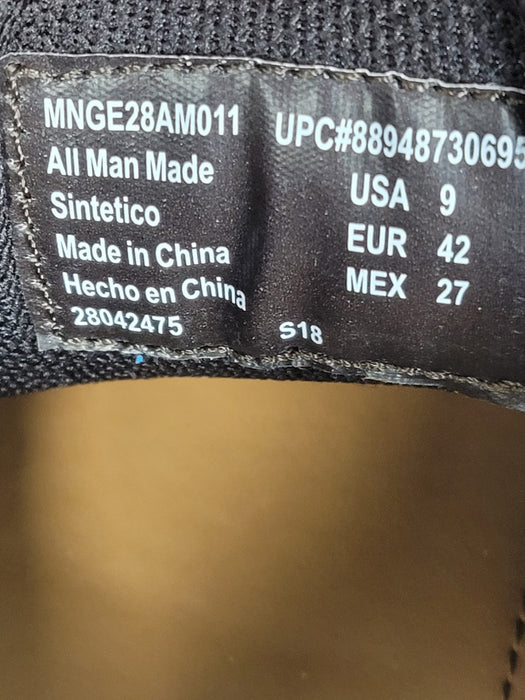 MNGE28AM011
All Man Made
Sintetico
Made in China
Hecho en China
28042475
S18
UPC#88948730695
USA 9
EUR 42
MEX 27